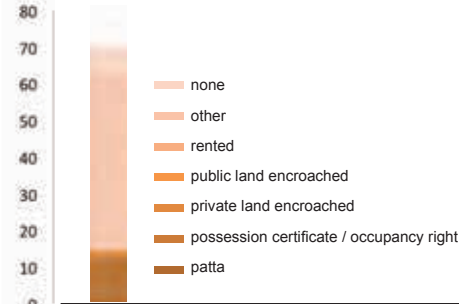 80
70
60
50
40
30
20
10
0
none
other
rented
public land encroached
private land encroached
possession certificate / occupancy right
patta